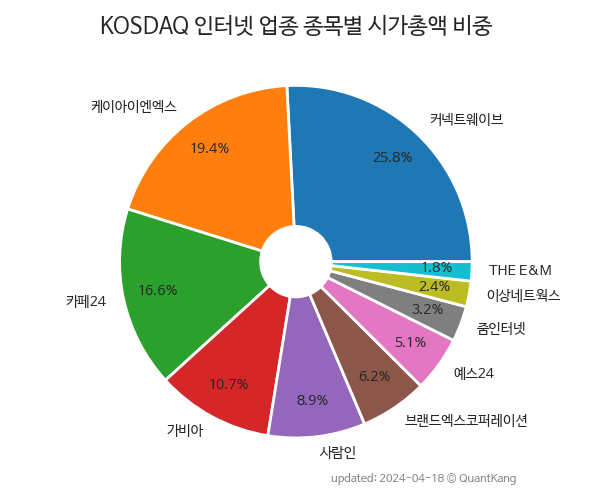 KOSDAQ 인터넷 업종 종목별 시가총액 비중
커넥트웨이브
25.8%
케이아이엔엑스
19.4%
카페24
16.6%
가비아
10.7%
사람인
8.9%
브랜드엑스코퍼레이션
6.2%
예스24
5.1%
줌인터넷
3.2%
이상네트웍스
2.4%
THE E&M
1.8%
updated: 2024-04-18 © QuantKang